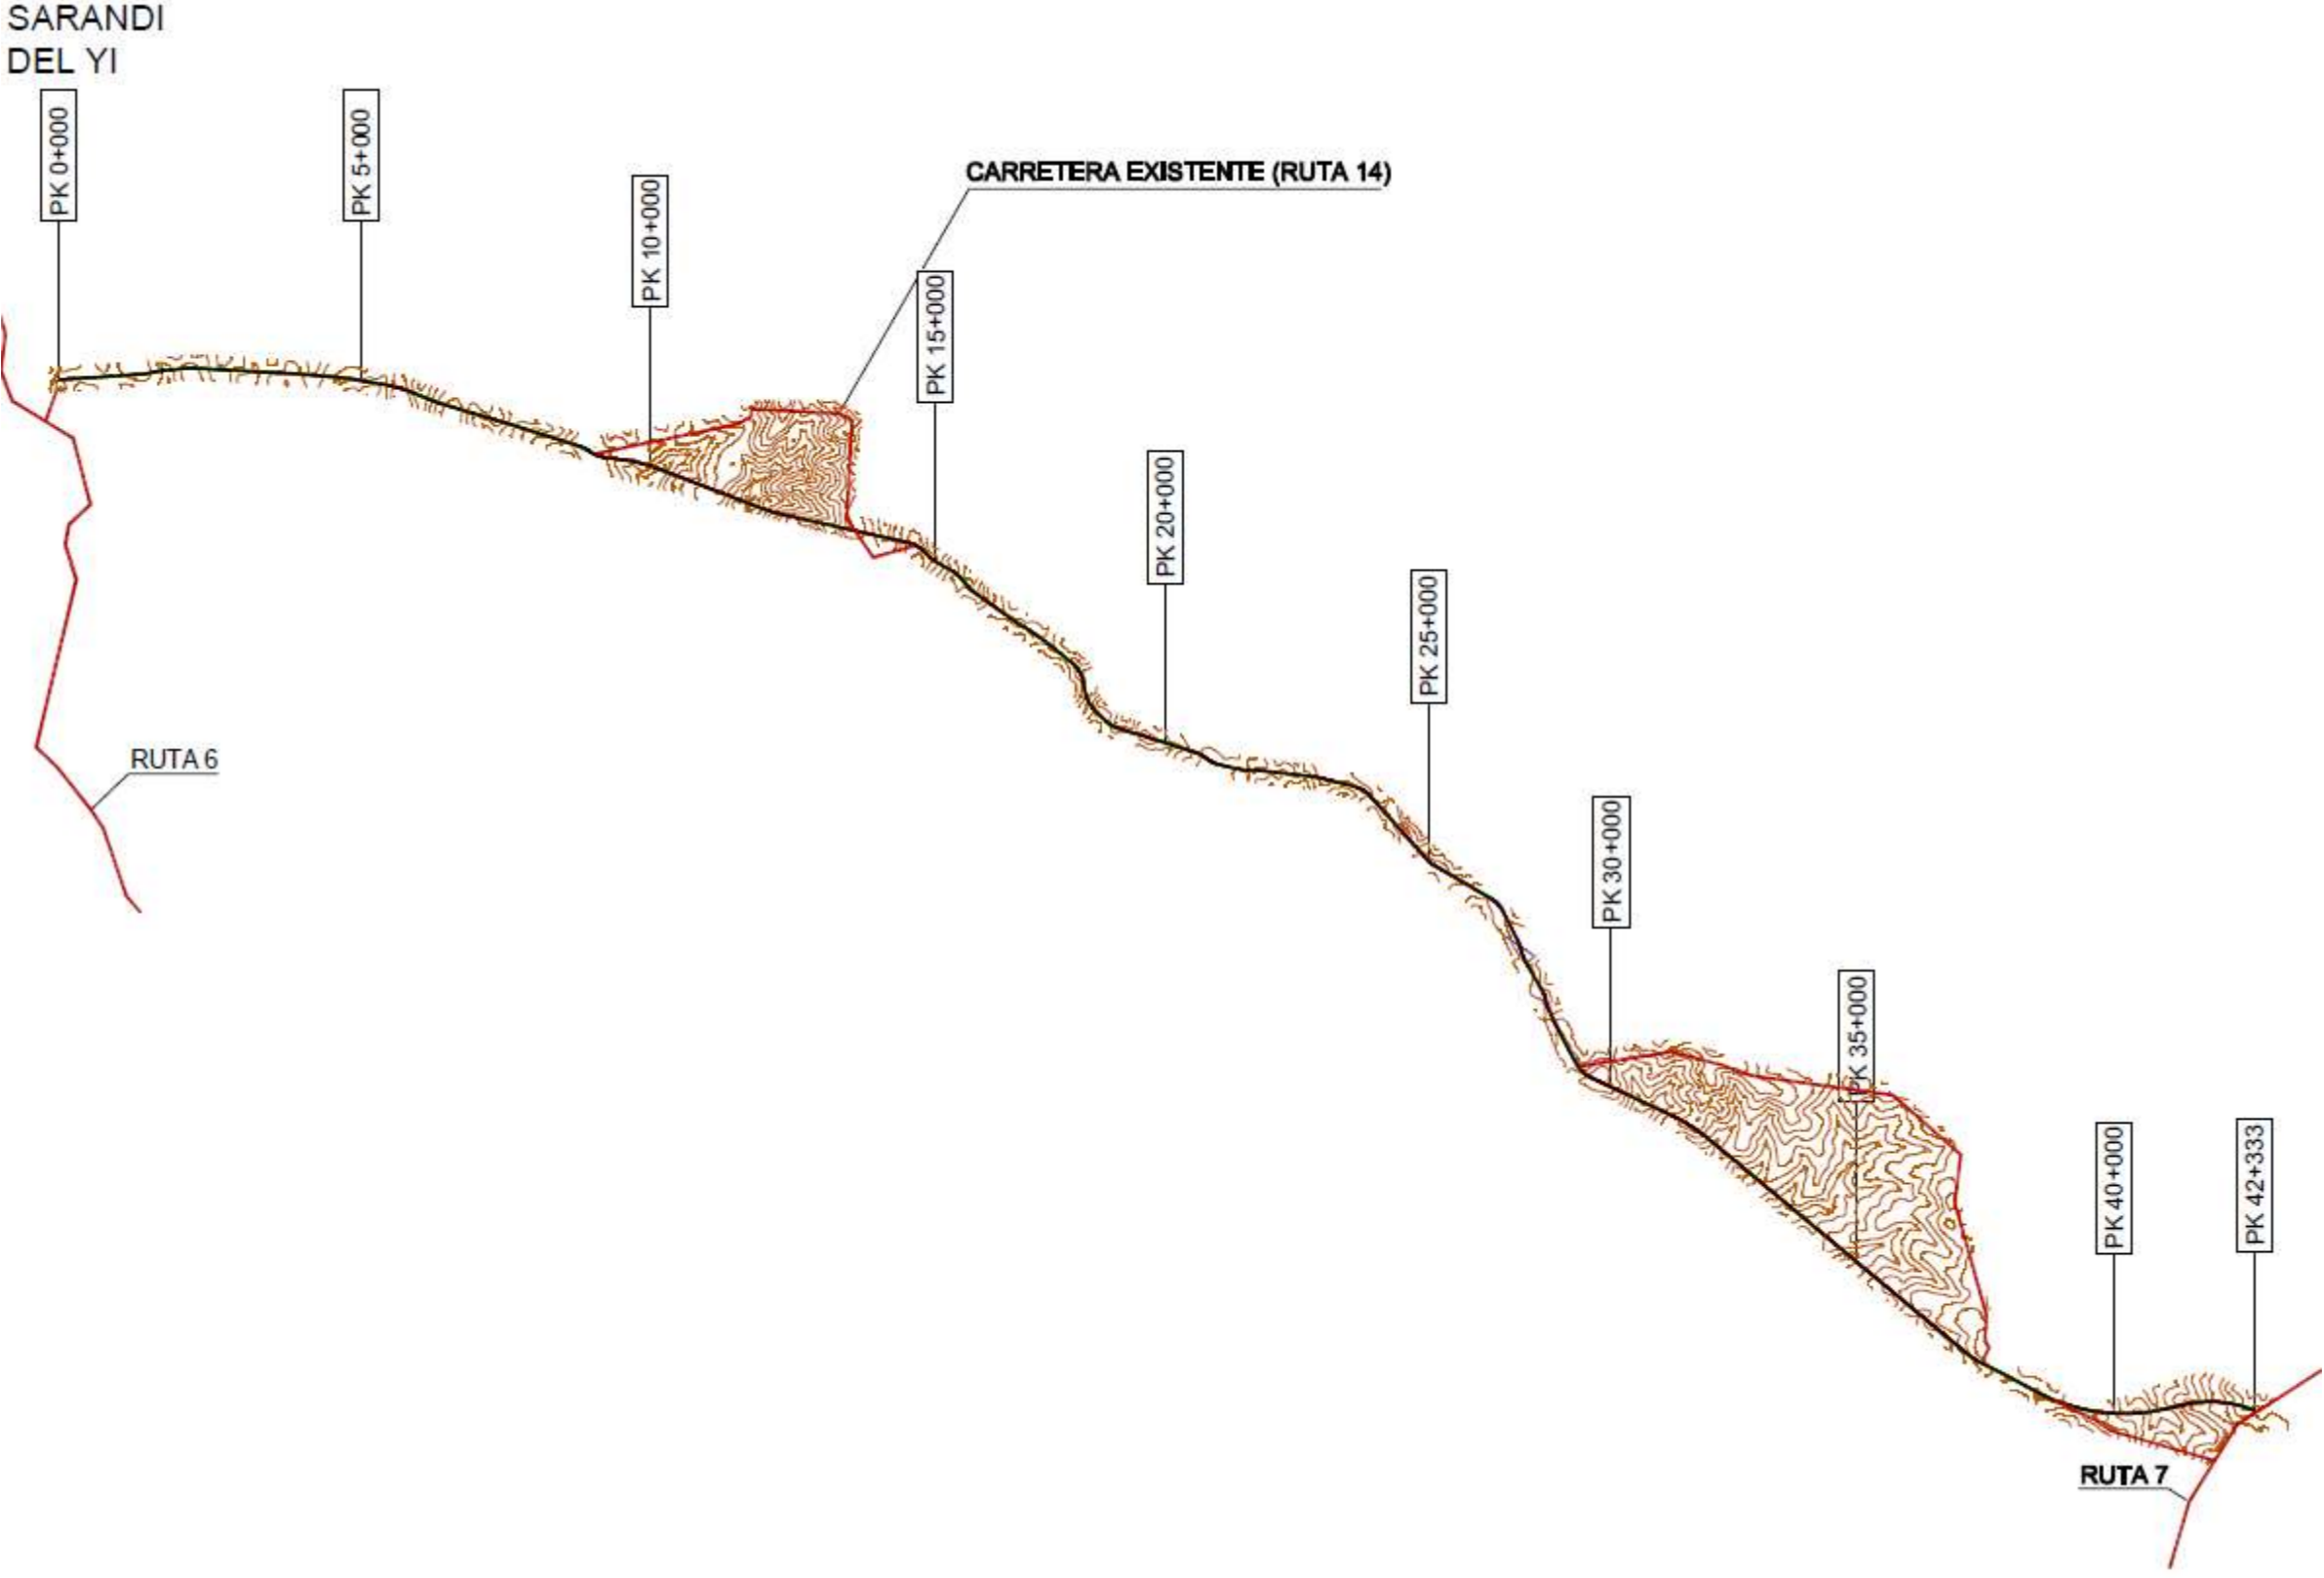 SARANDI
DEL YI
PK 0+000
PK 5+000
PK 10+000
CARRETERA EXISTENTE (RUTA 14)
PK 15+000
PK 20+000
PK 25+000
PK 30+000
PK 35+000
PK 40+000
PK 42+333
RUTA 6
RUTA 7